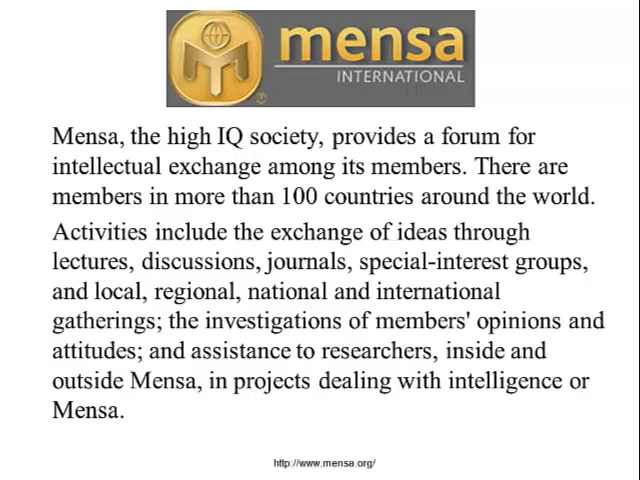 mensa
INTERNATIONAL
Mensa, the high IQ society, provides a forum for
intellectual exchange among its members. There are
members in more than 100 countries around the world.
Activities include the exchange of ideas through
lectures, discussions, journals, special-interest groups,
and local, regional, national and international
gatherings; the investigations of members' opinions and
attitudes; and assistance to researchers, inside and
outside Mensa, in projects dealing with intelligence or
Mensa.
http://www.mensa.org/